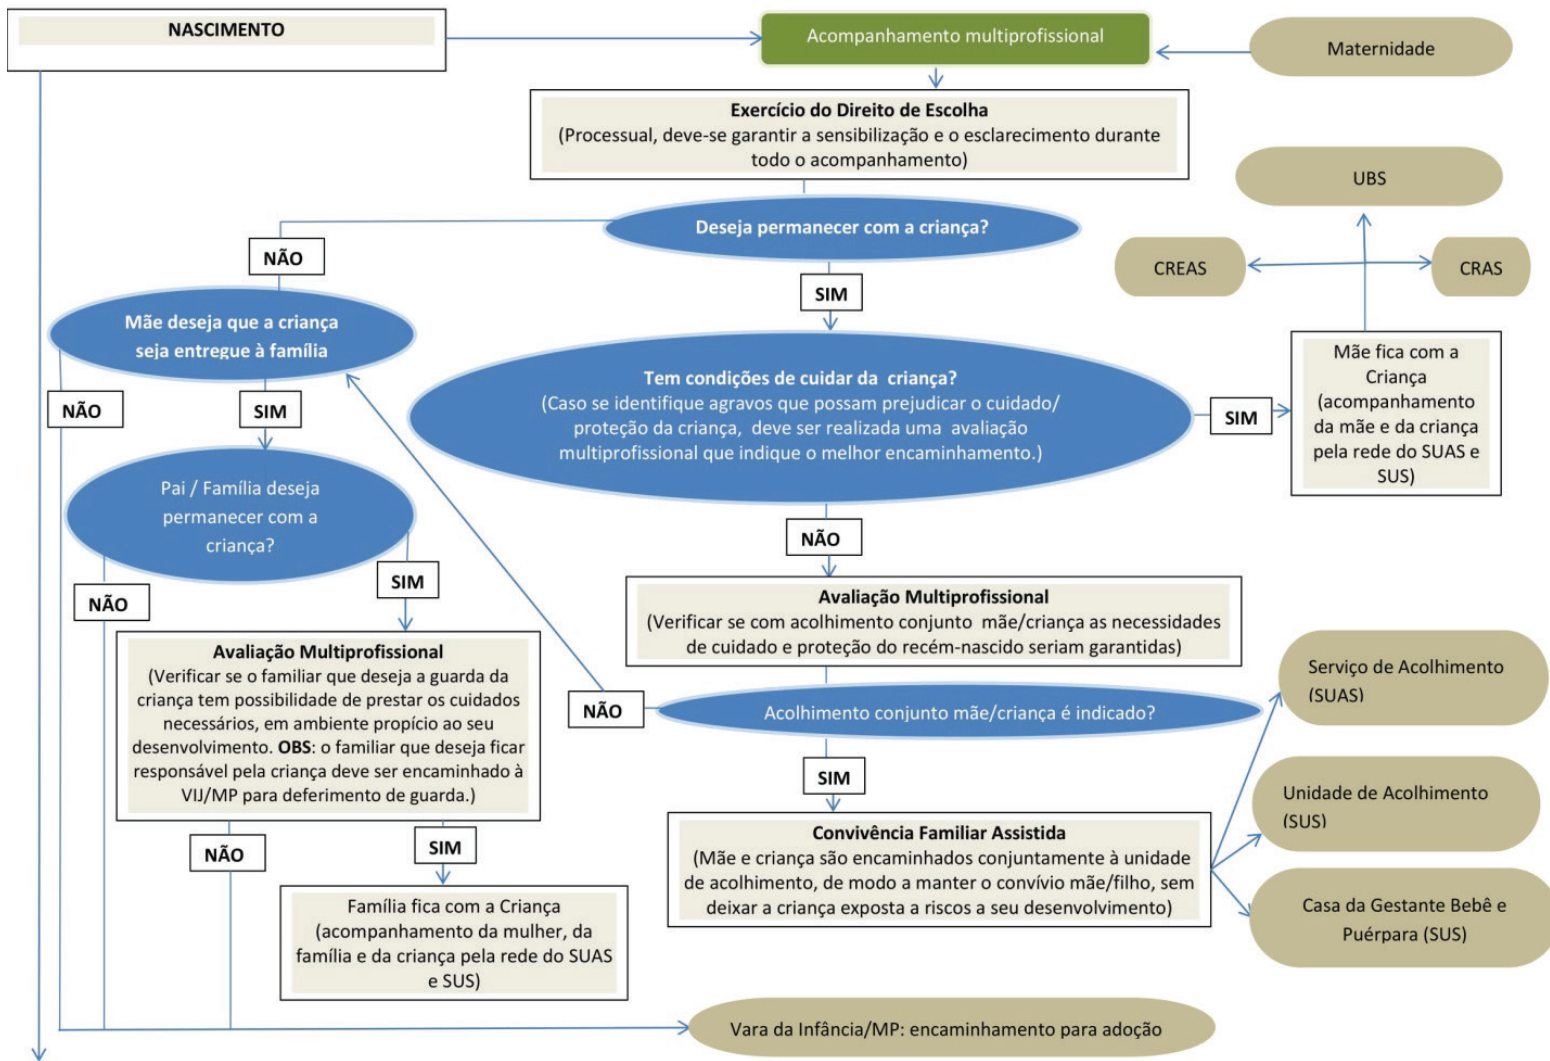 NASCIMENTO
Acompanhamento multiprofissional
Maternidade
Exercício do Direito de Escolha
(Processual, deve-se garantir a sensibilização e o esclarecimento durante
todo o acompanhamento)
UBS
Deseja permanecer com a criança?
NÃO
CREAS
CRAS
SIM
Mãe deseja que a criança
seja entregue à família
Tem condições de cuidar da criança?
(Caso se identifique agravos que possam prejudicar o cuidado/
proteção da criança, deve ser realizada uma avaliação
multiprofissional que indique o melhor encaminhamento.)
SIM
Mãe fica com a
Criança
(acompanhamento
da mãe e da criança
pela rede do SUAS e
SUS)
NÃO
SIM
Pai / Família deseja
permanecer com a
criança?
NÃO
SIM
NÃO
Avaliação Multiprofissional
(Verificar se com acolhimento conjunto mãe/criança as necessidades
de cuidado e proteção do recém-nascido seriam garantidas)
Avaliação Multiprofissional
(Verificar se o familiar que deseja a guarda da
criança tem possibilidade de prestar os cuidados
necessários, em ambiente propício ao seu
desenvolvimento. OBS: o familiar que deseja ficar
responsável pela criança deve ser encaminhado à
VIJ/MP para deferimento de guarda.)
NÃO
Acolhimento conjunto mãe/criança é indicado?
Serviço de Acolhimento
(SUAS)
SIM
Unidade de Acolhimento
(SUS)
Convivência Familiar Assistida
(Mãe e criança são encaminhados conjuntamente à unidade
de acolhimento, de modo a manter o convívio mãe/filho, sem
deixar a criança exposta a riscos a seu desenvolvimento)
NÃO
SIM
Casa da Gestante Bebê e
Puérpara (SUS)
Família fica com a Criança
(acompanhamento da mulher, da
família e da criança pela rede do SUAS
e SUS)
Vara da Infância/MP: encaminhamento para adoção